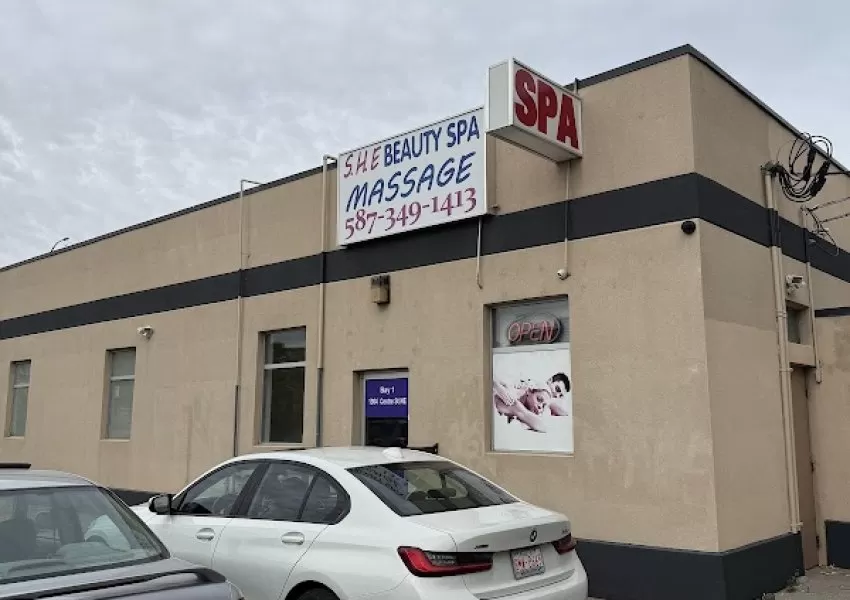 S.H.E BEAUTY SPA
MASSAGE
587-349-1413
SPA
OPEN
Bay 1